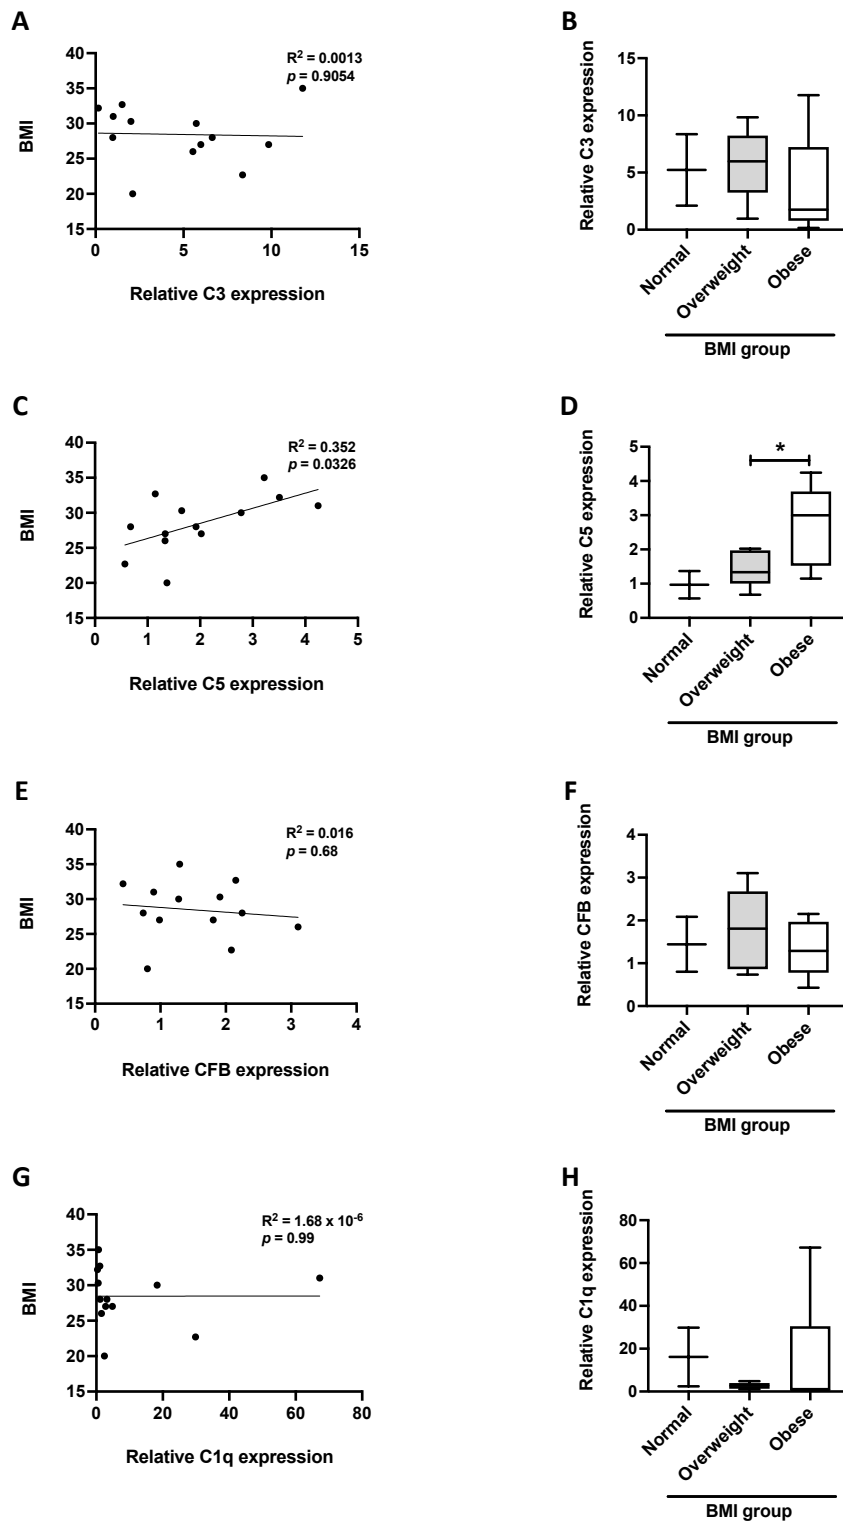 A
R2 = 0.0013
p = 0.9054
40
35
30
25
20
15
BMI
0 5 10 15
Relative C3 expression
B
15
10
5
0
Relative C3 expression
Normal
Overweight
Obese
BMI group
C
R2 = 0.352
p = 0.0326
40
35
30
25
20
15
BMI
0 1 2 3 4 5
Relative C5 expression
D
5
4
3
2
1
0
*
Relative C5 expression
Normal
Overweight
Obese
BMI group
E
R2 = 0.016
p = 0.68
40
35
30
25
20
15
BMI
0 1 2 3 4
Relative CFB expression
F
4
3
2
1
0
Relative CFB expression
Normal
Overweight
Obese
BMI group
G
R2 = 1.68 x 10-6
p = 0.99
40
35
30
25
20
15
BMI
0 20 40 60 80
Relative C1q expression
H
80
60
40
20
0
Relative C1q expression
Normal
Overweight
Obese
BMI group